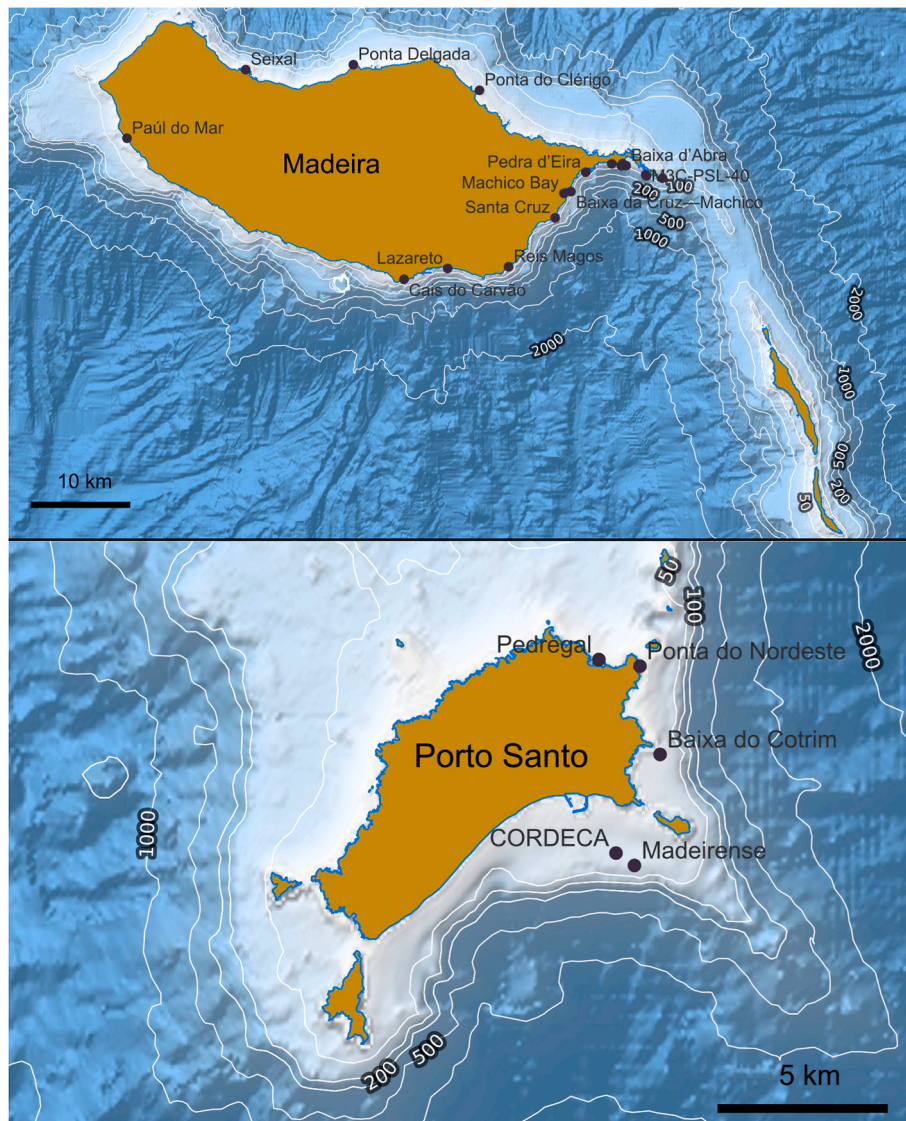 Seixal
Ponta Delgada
Ponta do Clérigo
Paúl do Mar
Madeira
Pedra d'Eira
Baixa d'Abra
M3C-PSL-40
100
Machico Bay
200
Baixa da Cruz—Machico
Santa Cruz
500
1000
Lazareto
Reis Magos
Cais do Carvão
2000
2000
1000
10 km
500
200
50
50
100
Pedregal
Ponta do Nordeste
2000
Baixa do Cotrim
Porto Santo
1000
CORDECA
Madeirense
500
200
5 km